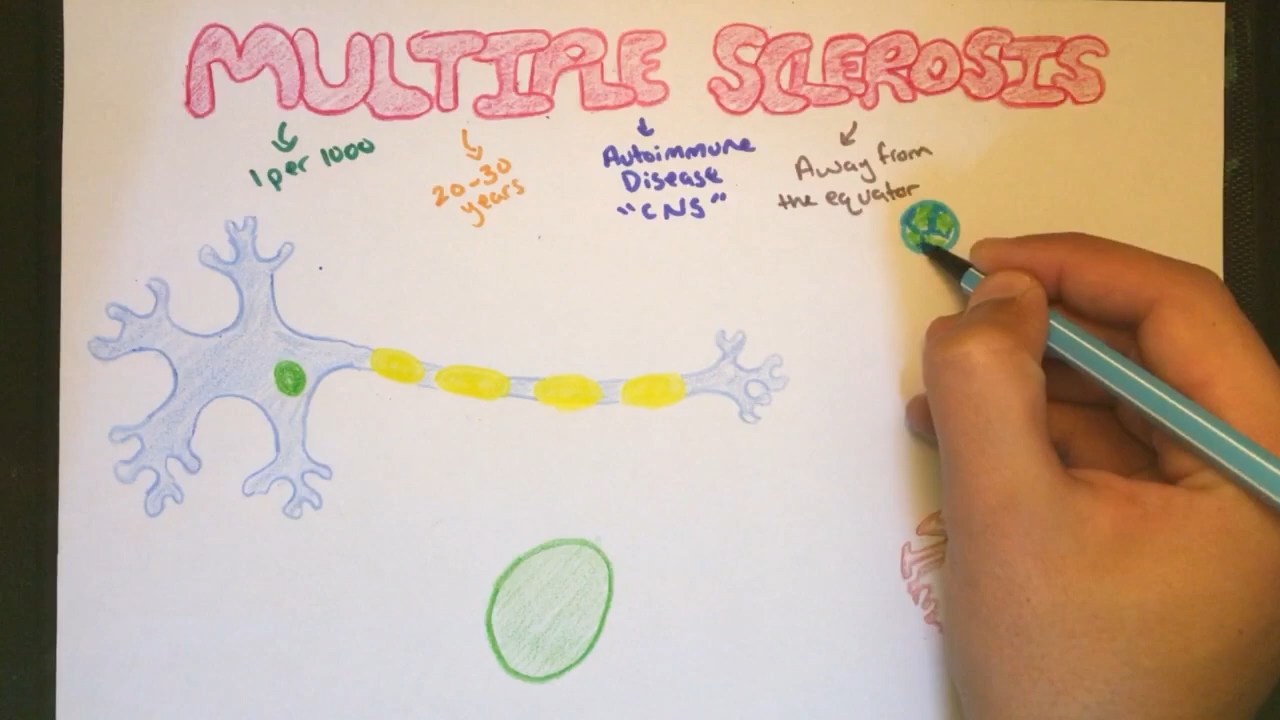 MULTIPLE SCLEROSIS
1 per 1000
20-30
years
Autoimmune
Disease
"CNS"
Away from
the equator